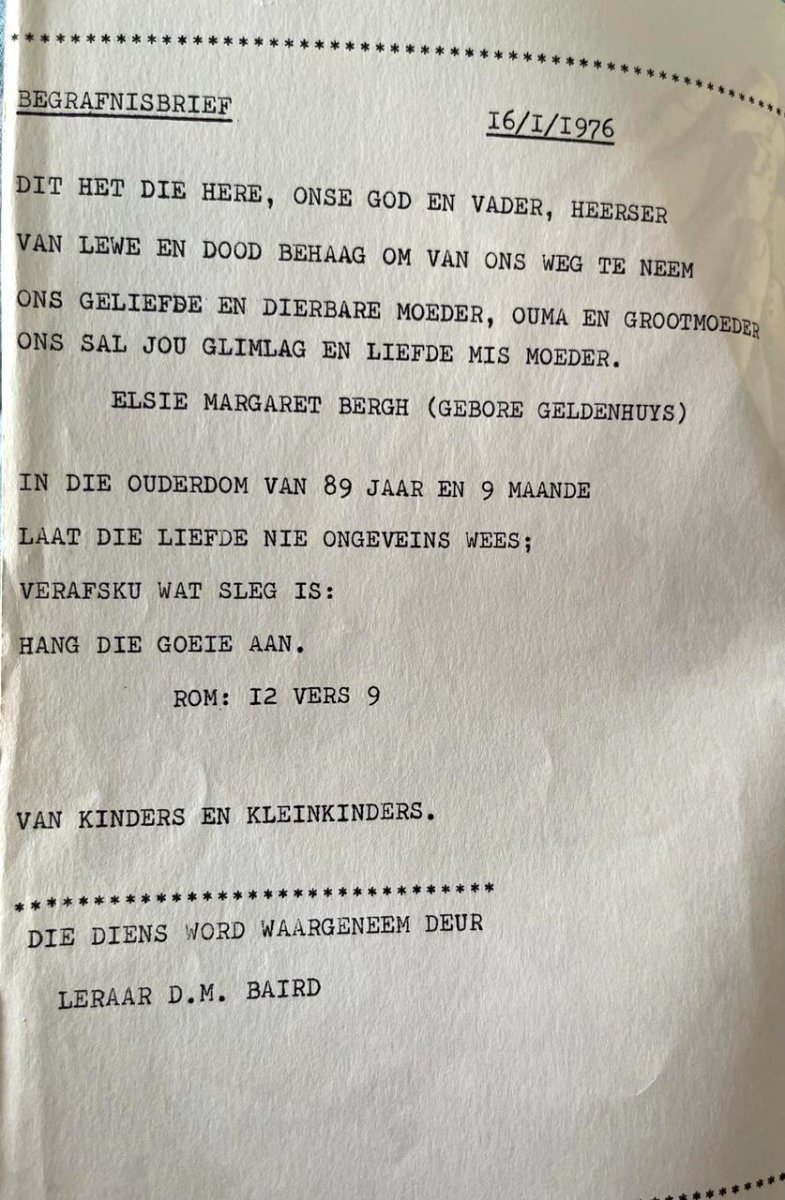 *******************************************************
BEGRAFNISBRIEF 16/I/1976
DIT HET DIE HERE, ONSE GOD EN VADER, HEERSER
VAN LEWE EN DOOD BEHAAG OM VAN ONS WEG TE NEEM
ONS GELIEFDE EN DIERBARE MOEDER, OUMA EN GROOTMOEDER
ONS SAL JOU GLIMLAG EN LIEFDE MIS MOEDER.
ELSIE MARGARET BERGH (GEBORE GELDENHUYS)
IN DIE OUDERDOM VAN 89 JAAR EN 9 MAANDE
LAAT DIE LIEFDE NIE ONGEVEINS WEES;
VERAFSKU WAT SLEG IS:
HANG DIE GOEIE AAN.
ROM: I2 VERS 9
VAN KINDERS EN KLEINKINDERS.
*******************************
DIE DIENS WORD WAARGENEEM DEUR
LERAAR D.M. BAIRD